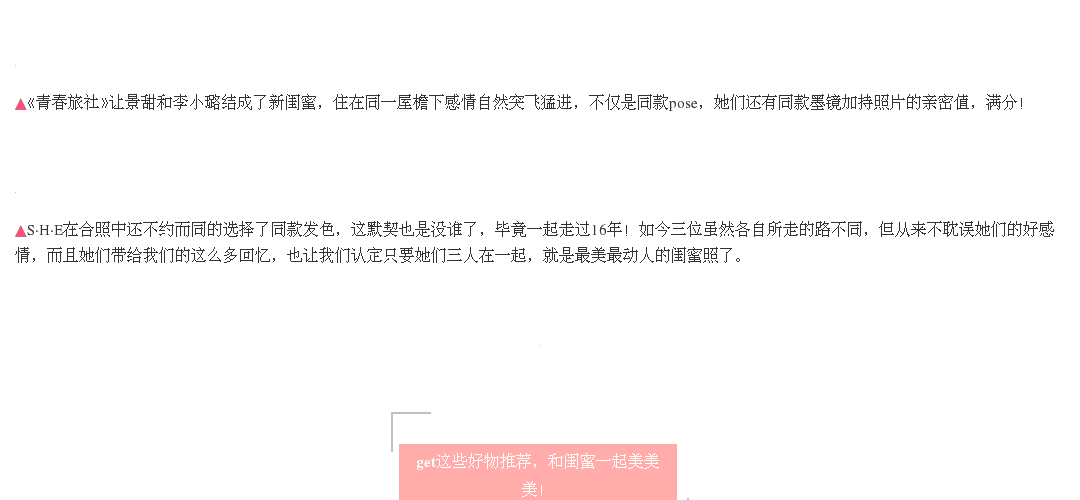 ▲《青春旅社》让景甜和李小璐结成了新闺蜜，住在同一屋檐下感情自然突飞猛进，不仅是同款pose，她们还有同款墨镜加持照片的亲密值，满分！
▲S·H·E在合照中还不约而同的选择了同款发色，这默契也是没谁了，毕竟一起走过16年！如今三位虽然各自所走的路不同，但从来不耽误她们的好感
情，而且她们带给我们的这么多回忆，也让我们认定只要她们三人在一起，就是最美最动人的闺蜜照了。
get这些好物推荐，和闺蜜一起美美
美！